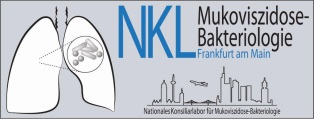 NKL Mukoviszidose-
Bakteriologie
Frankfurt am Main
Nationales Konsiliarlabor für Mukoviszidose-Bakteriologie